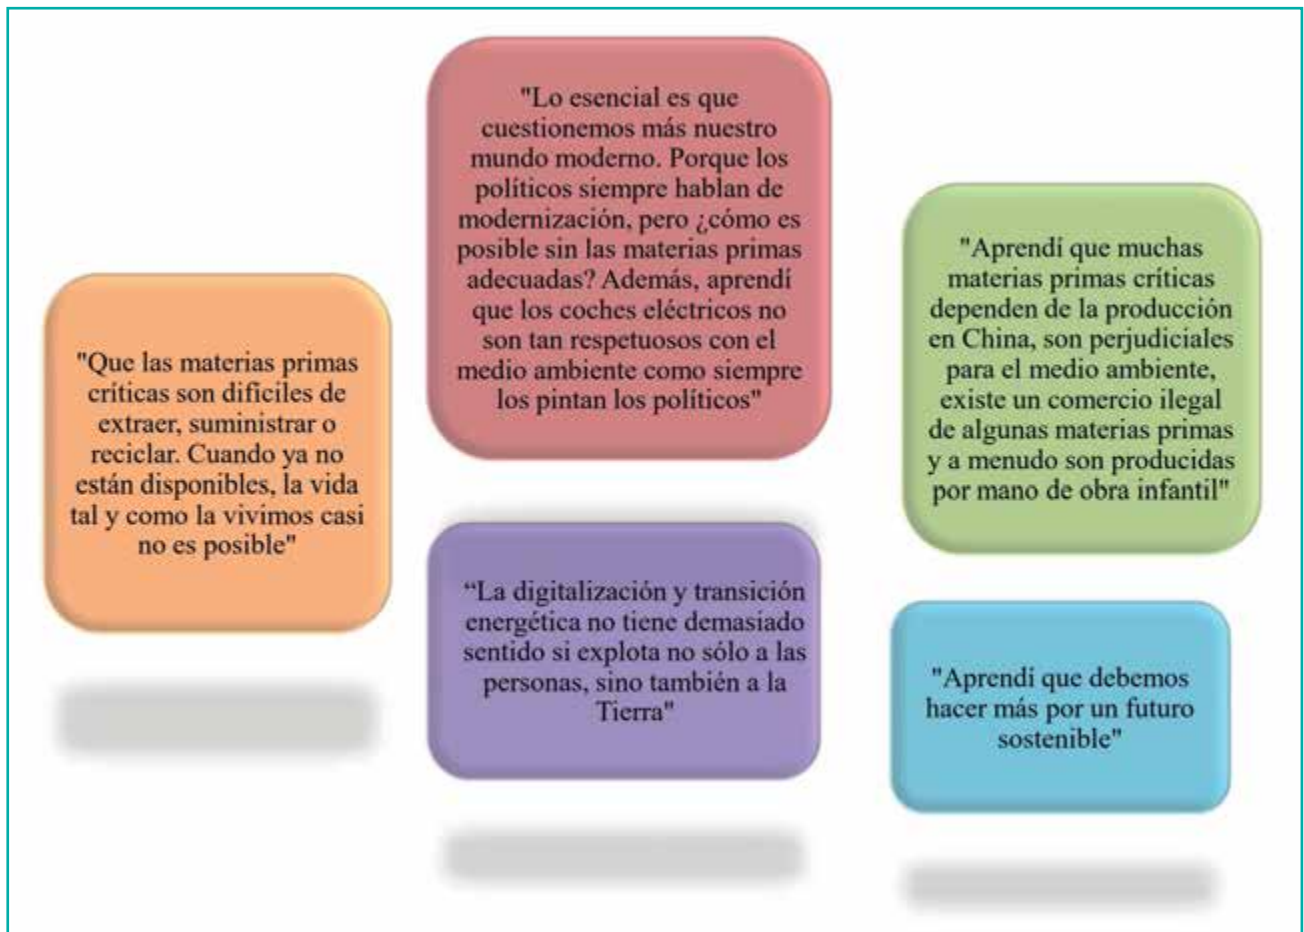 "Que las materias primas
críticas son difíciles de
extraer, suministrar o
reciclar. Cuando ya no
están disponibles, la vida
tal y como la vivimos casi
no es posible"
"Lo esencial es que
cuestionemos más nuestro
mundo moderno. Porque los
políticos siempre hablan de
modernización, pero ¿cómo es
posible sin las materias primas
adecuadas? Además, aprendí
que los coches eléctricos no
son tan respetuosos con el
medio ambiente como siempre
los pintan los políticos"
“La digitalización y transición
energética no tiene demasiado
sentido si explota no sólo a las
personas, sino también a la
Tierra"
"Aprendí que muchas
materias primas críticas
dependen de la producción
en China, son perjudiciales
para el medio ambiente,
existe un comercio ilegal
de algunas materias primas
y a menudo son producidas
por mano de obra infantil"
"Aprendí que debemos
hacer más por un futuro
sostenible"